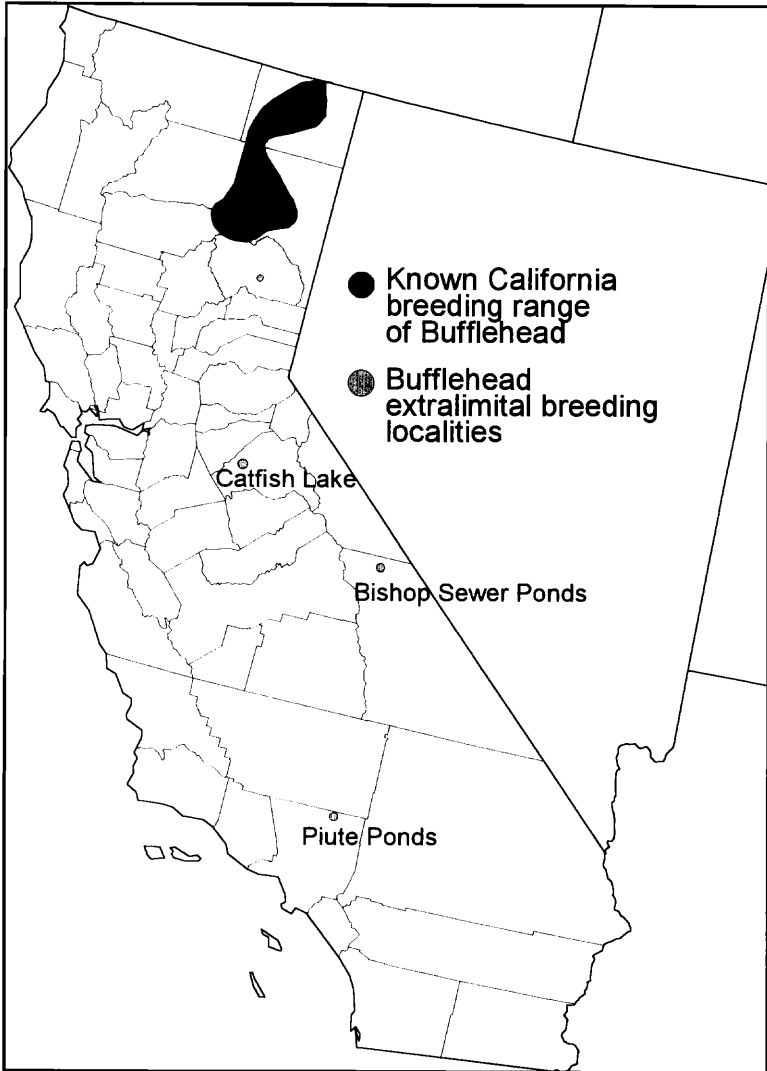 Known California
breeding range
of Bufflehead
Bufflehead
extralimital breeding
localities
Catfish Lake
Bishop Sewer Ponds
Piute Ponds